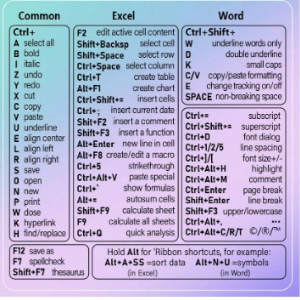 Common
Ctrl+
A select all
B bold
I italic
Z undo
Y redo
X cut
C copy
V paste
U underline
E align center
L align left
R align right
S save
O open
N new
P print
W close
K hyperlink
H find/replace
Excel
F2 edit active cell content
Shift+Backsp select cell
Shift+Space select row
Ctrl+Space select column
Ctrl+T create table
Alt+F1 create chart
Ctrl+Shift+= insert cells
Ctrl+; insert current date
Shift+F2 insert a comment
Shift+F3 insert a function
Alt+Enter new line in cell
Alt+F8 create/edit a macro
Ctrl+5 strikethrough
Ctrl+Alt+V paste special
Ctrl+` show formulas
Alt+= autosum cells
Shift+F9 calculate sheet
F9 calculate all sheets
Ctrl+Q quick analysis
Word
Ctrl+Shift+
W underline words only
D double underline
K small caps
C/V copy/paste formatting
E change tracking on/off
SPACE non-breaking space
Ctrl+= subscript
Ctrl+Shift+= superscript
Ctrl+D font dialog
Ctrl+1/2/5 line spacing
Ctrl+]/[ font size+/-
Ctrl+Alt+H highlight
Ctrl+Alt+M comment
Ctrl+Enter page break
Shift+Enter line break
Shift+F3 upper/lowercase
Ctrl+Alt+. ...
Ctrl+Alt+C/R/T ©/®/™
F12 save as
F7 spellcheck
Shift+F7 thesaurus
Hold Alt for 'Ribbon shortcuts, for example:
Alt+A+SS =sort data
(in Excel)
Alt+N+U =symbols
(in Word)